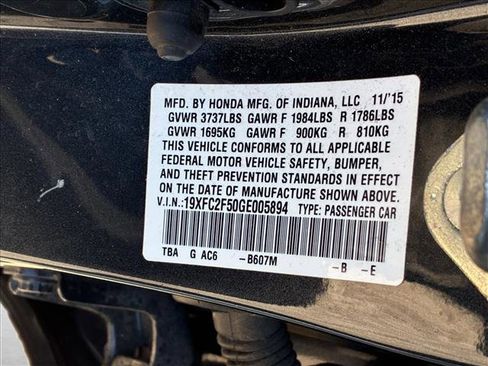 MFD. BY HONDA MFG. OF INDIANA, LLC 11/'15
GVWR 3737LBS GAWR F 1984LBS R 1786LBS
GVWR 1695KG GAWR F 900KG R 810KG
THIS VEHICLE CONFORMS TO ALL APPLICABLE
FEDERAL MOTOR VEHICLE SAFETY, BUMPER,
AND THEFT PREVENTION STANDARDS IN EFFECT
ON THE DATE OF MANUFACTURE SHOWN ABOVE.
V.I.N.:19XFC2F50GE005894 TYPE: PASSENGER CAR
TBA G AC6 -B607M -B -E